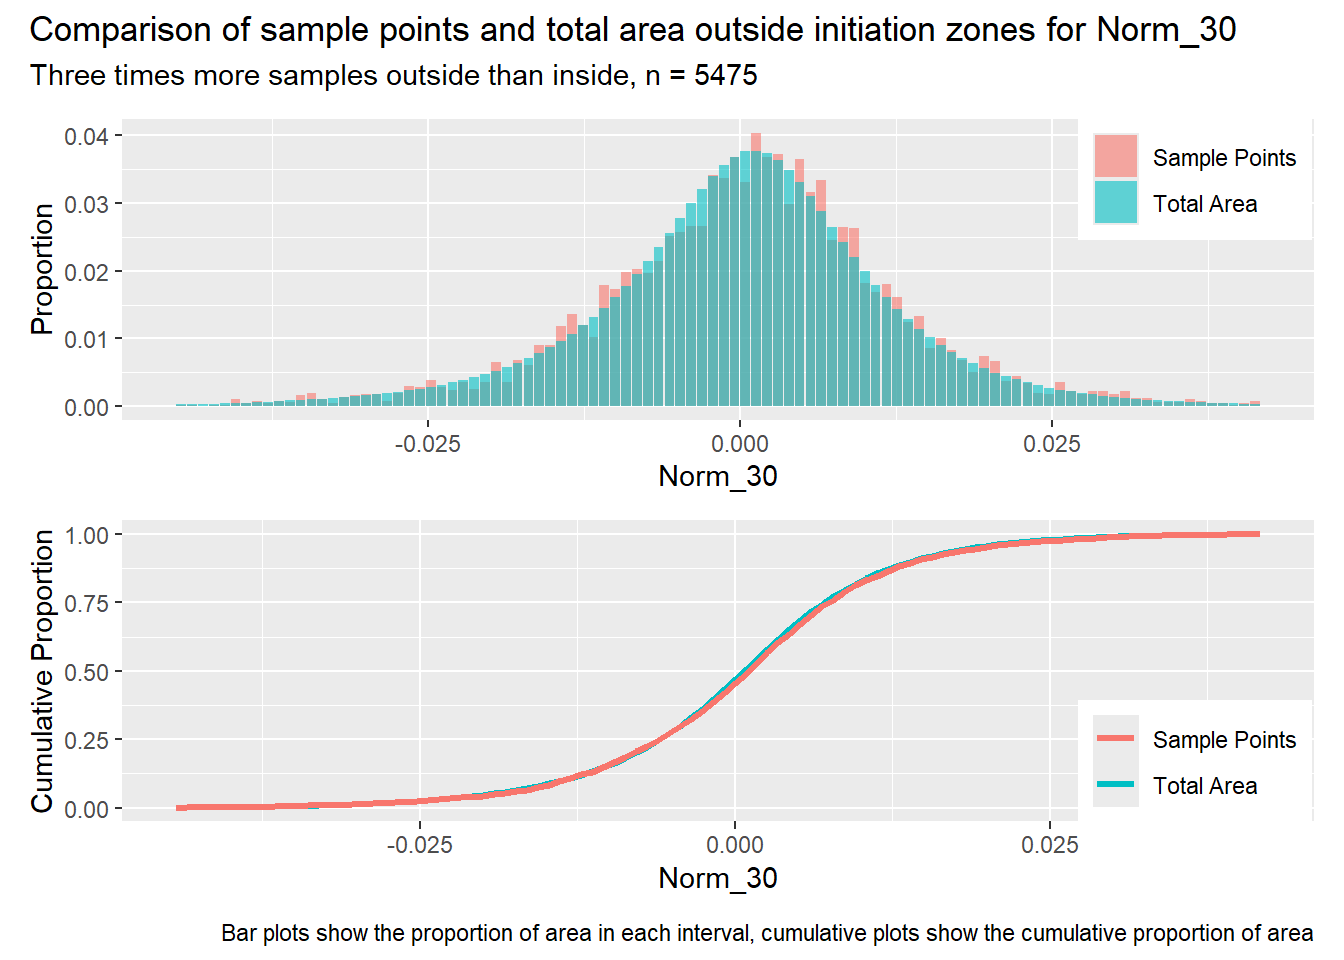 Comparison of sample points and total area outside initiation zones for Norm_30
Three times more samples outside than inside, n = 5475
Proportion
0.04
0.03
0.02
0.01
0.00
Sample Points
Total Area
-0.025
0.000
0.025
Norm_30
Cumulative Proportion
1.00
0.75
0.50
0.25
0.00
Sample Points
Total Area
-0.025
0.000
0.025
Norm_30
Bar plots show the proportion of area in each interval, cumulative plots show the cumulative proportion of area